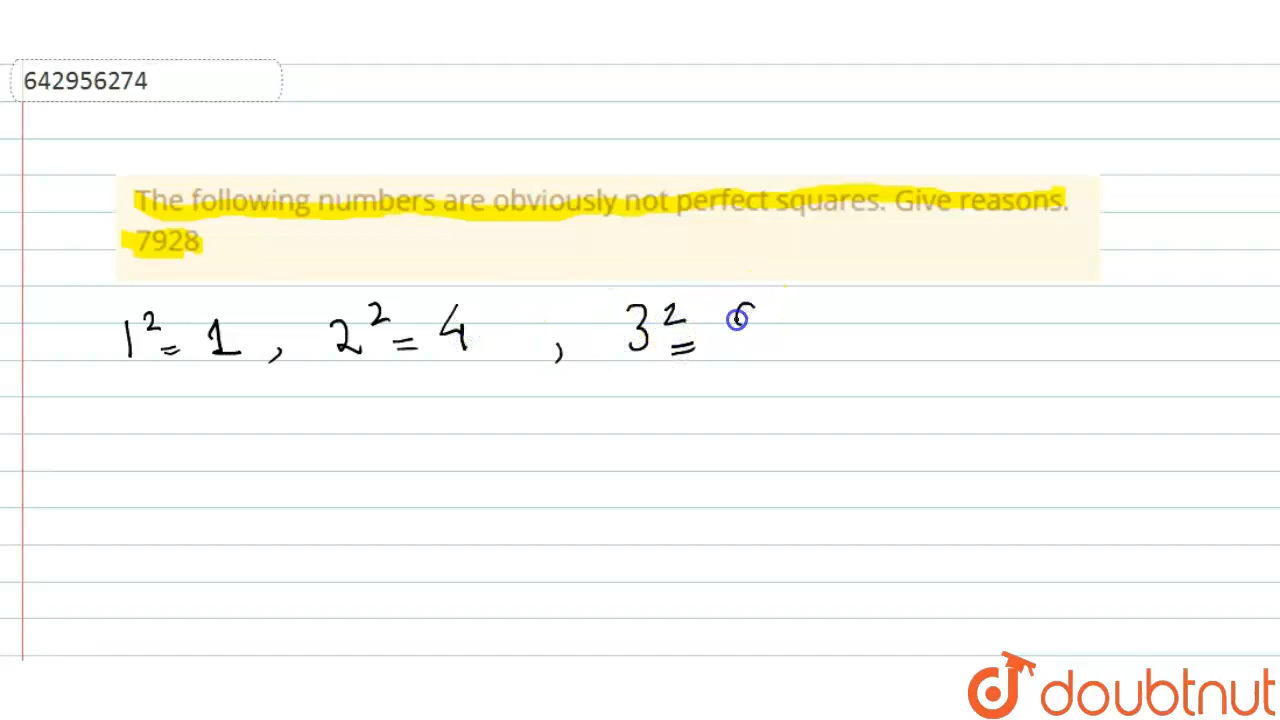 642956274
The following numbers are obviously not perfect squares. Give reasons.
7928
1² = 1 , 2² = 4 , 3² =
doubtnut